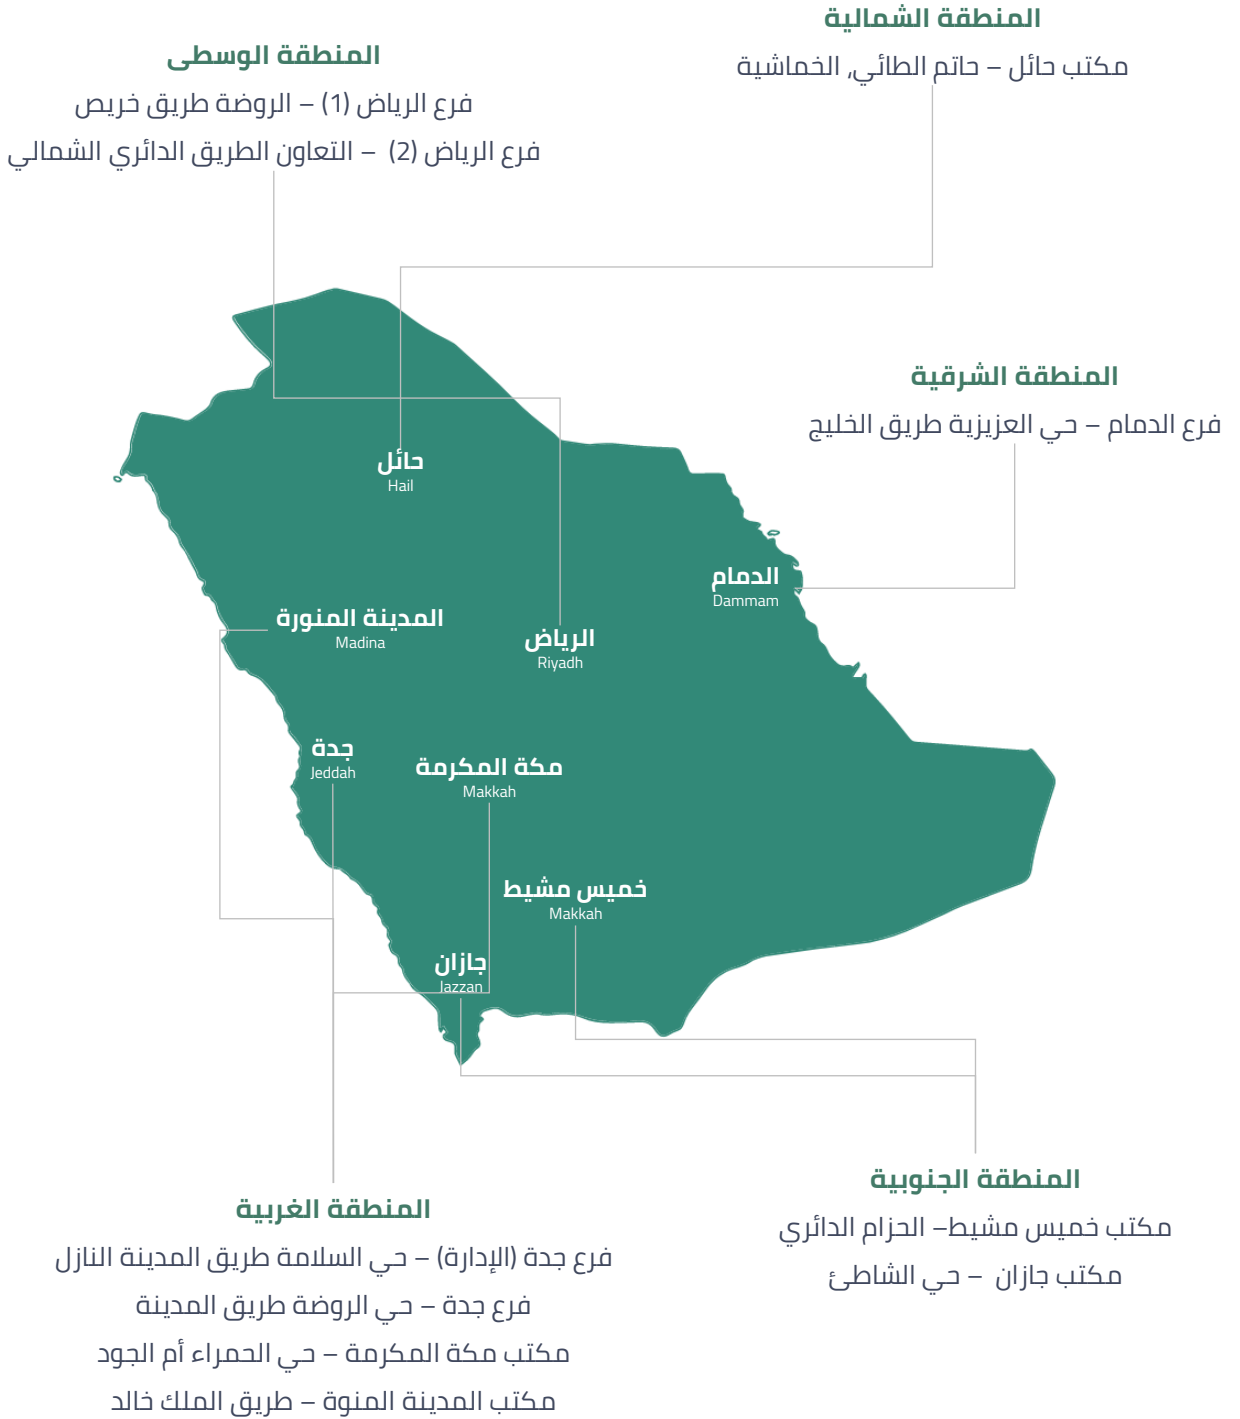 المنطقة الشمالية
مكتب حائل – حاتم الطائي, الخماشية
المنطقة الوسطى
فرع الرياض (1) – الروضة طريق خريص
فرع الرياض (2) – التعاون الطريق الدائري الشمالي
المنطقة الشرقية
فرع الدمام – حي العزيزية طريق الخليج
حائل
Hail
الدمام
Dammam
المدينة المنورة
Madina
الرياض
Riyadh
جدة
Jeddah
مكة المكرمة
Makkah
خميس مشيط
Makkah
جازان
Jazzan
المنطقة الجنوبية
مكتب خميس مشيط– الحزام الدائري
مكتب جازان – حي الشاطئ
المنطقة الغربية
فرع جدة (الإدارة) – حي السلامة طريق المدينة النازل
فرع جدة – حي الروضة طريق المدينة
مكتب مكة المكرمة – حي الحمراء أم الجود
مكتب المدينة المنوة – طريق الملك خالد